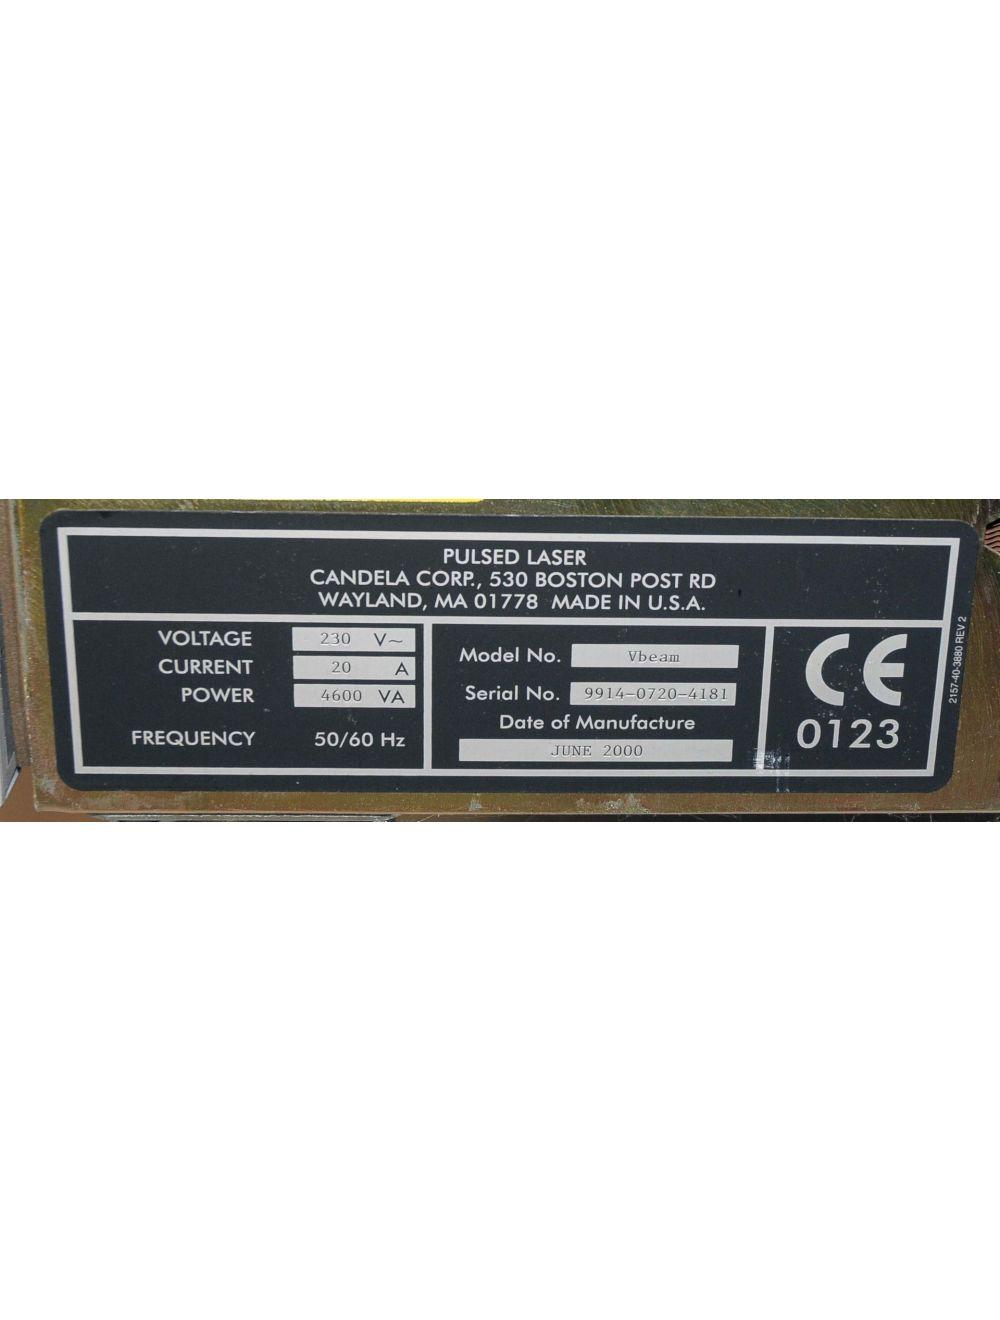 PULSED LASER
CANDELA CORP., 530 BOSTON POST RD
WAYLAND, MA 01778 MADE IN U.S.A.
VOLTAGE 230 V~
CURRENT 20 A
POWER 4600 VA
FREQUENCY 50/60 Hz
Model No. Vbeam
Serial No. 9914-0720-4181
Date of Manufacture
JUNE 2000
CE
0123
2157-40-3880 REV 2